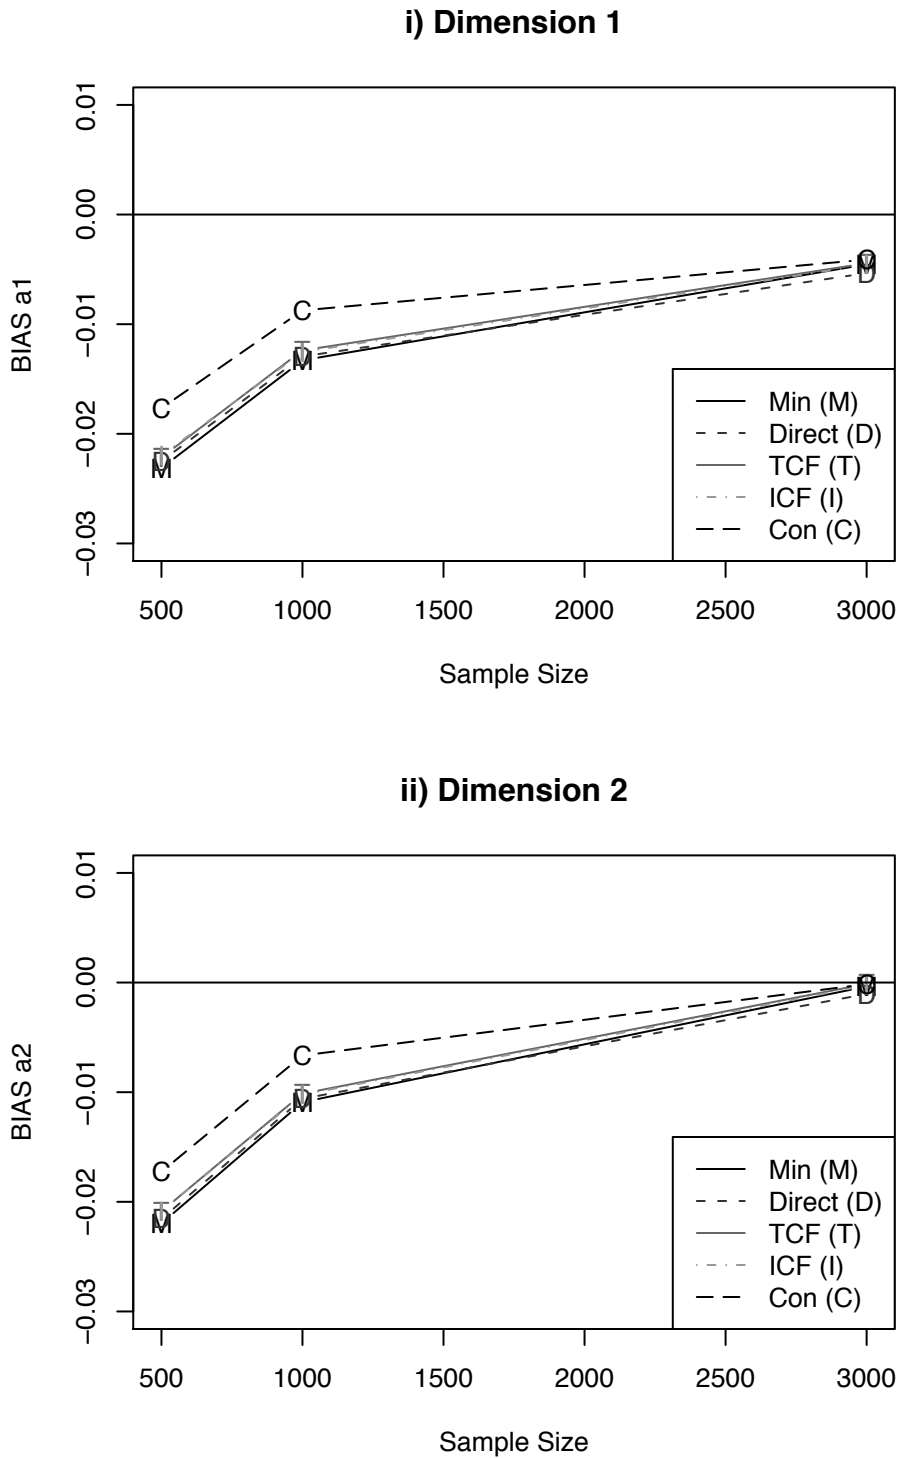 i) Dimension 1
BIAS a1
0.01
0.00
−0.01
−0.02
−0.03
C
C
C
D
D
D
M
M
M
T
T
T
I
I
I
Min (M)
Direct (D)
TCF (T)
ICF (I)
Con (C)
500 1000 1500 2000 2500 3000
Sample Size
ii) Dimension 2
BIAS a2
0.01
0.00
−0.01
−0.02
−0.03
C
C
C
D
D
D
M
M
M
T
T
T
I
I
I
Min (M)
Direct (D)
TCF (T)
ICF (I)
Con (C)
500 1000 1500 2000 2500 3000
Sample Size